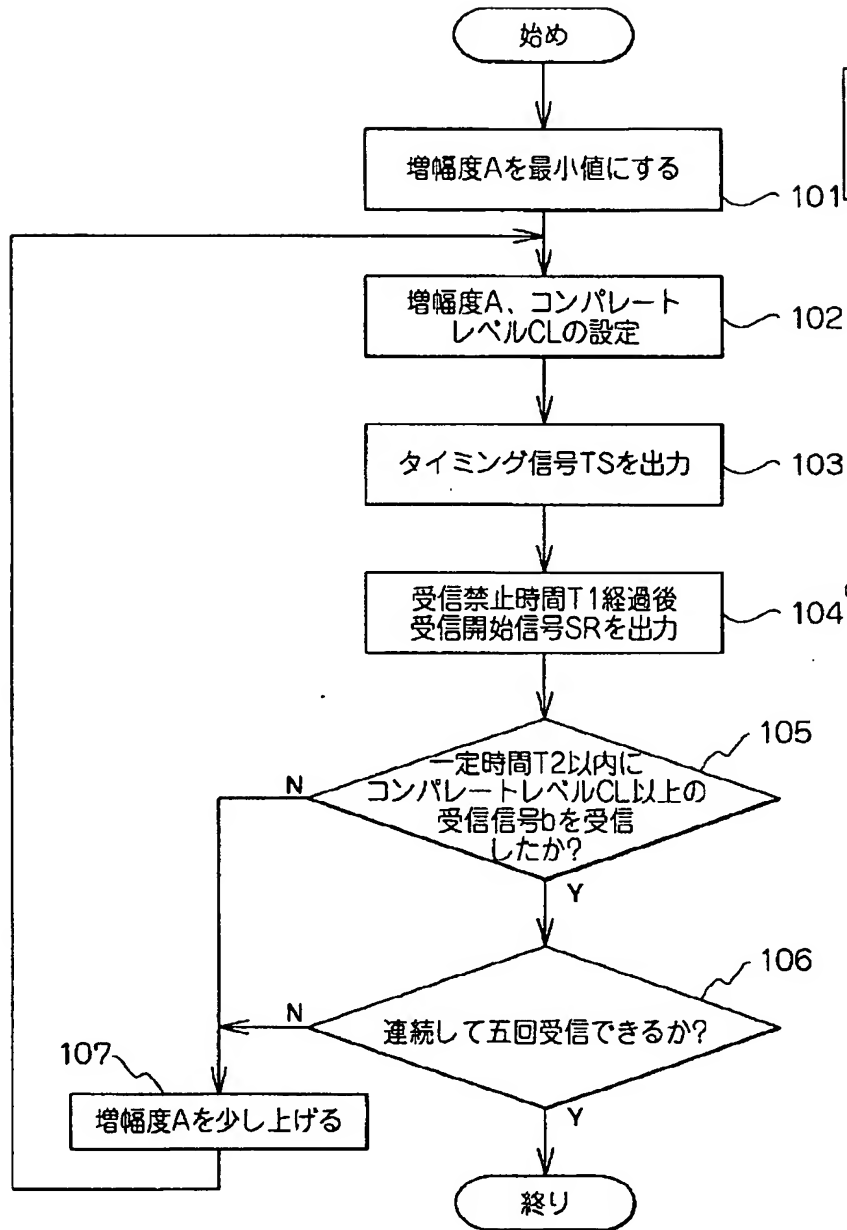 始め
増幅度Aを最小値にする
101
増幅度A、コンパレート
レベルCLの設定
102
タイミング信号TSを出力
103
受信禁止時間T1経過後
受信開始信号SRを出力
104
105
一定時間T2以内に
コンパレートレベルCL以上の
受信信号bを受信
したか?
N
Y
106
連続して五回受信できるか?
N
Y
107
増幅度Aを少し上げる
終り